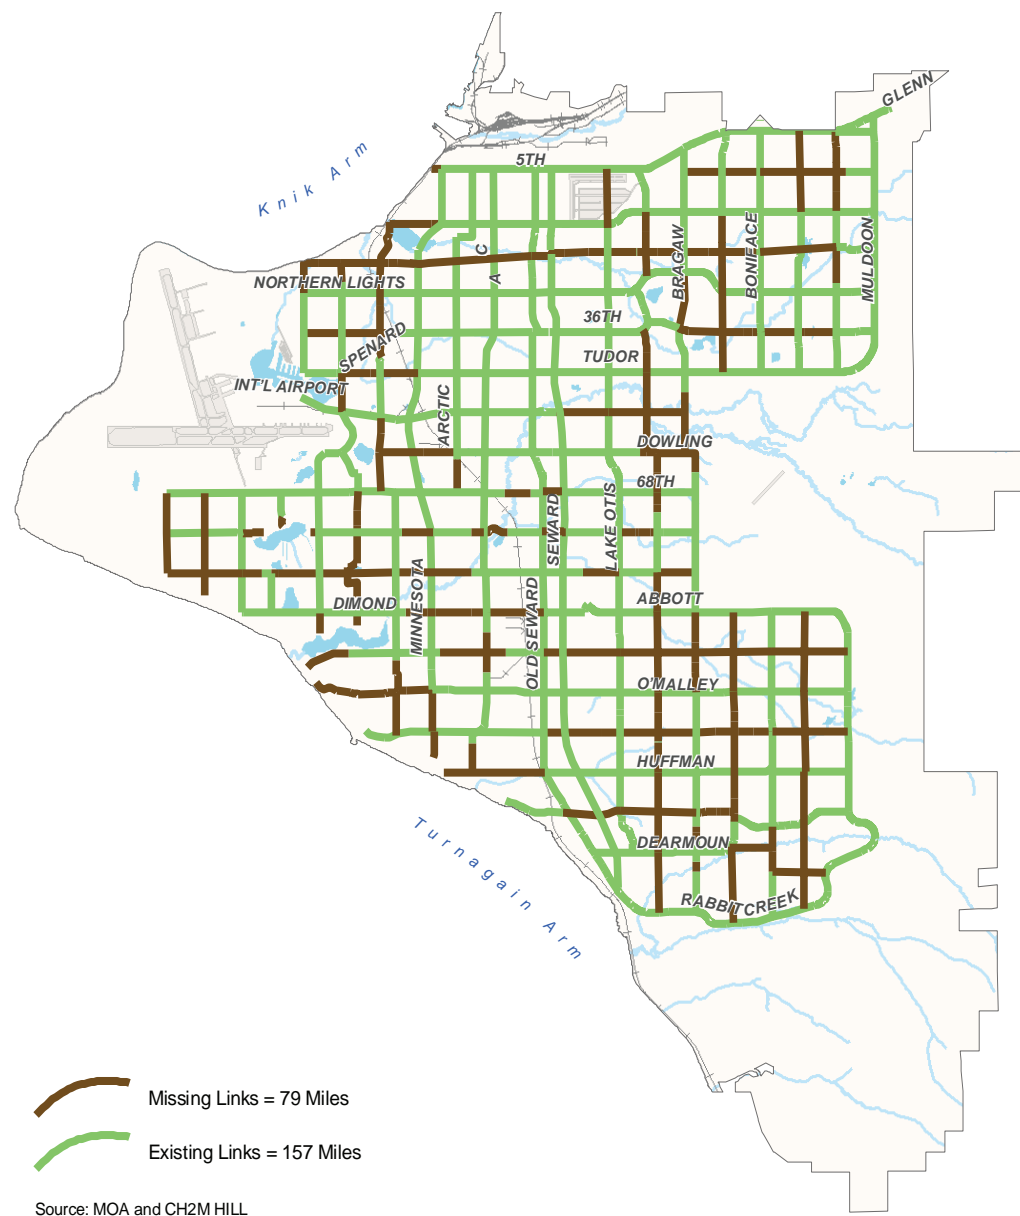 GLENN
5TH
Knik Arm
C
A
BRAGAW
BONIFACE
MULDOON
NORTHERN LIGHTS
36TH
SPENARD
TUDOR
INT'L AIRPORT
ARCTIC
DOWLING
68TH
SEWARD
LAKE OTIS
MINNESOTA
DIMOND
OLD SEWARD
ABBOTT
O'MALLEY
HUFFMAN
DEARMOUN
RABBITCREEK
Turnagain Arm
Missing Links = 79 Miles
Existing Links = 157 Miles
Source: MOA and CH2M HILL